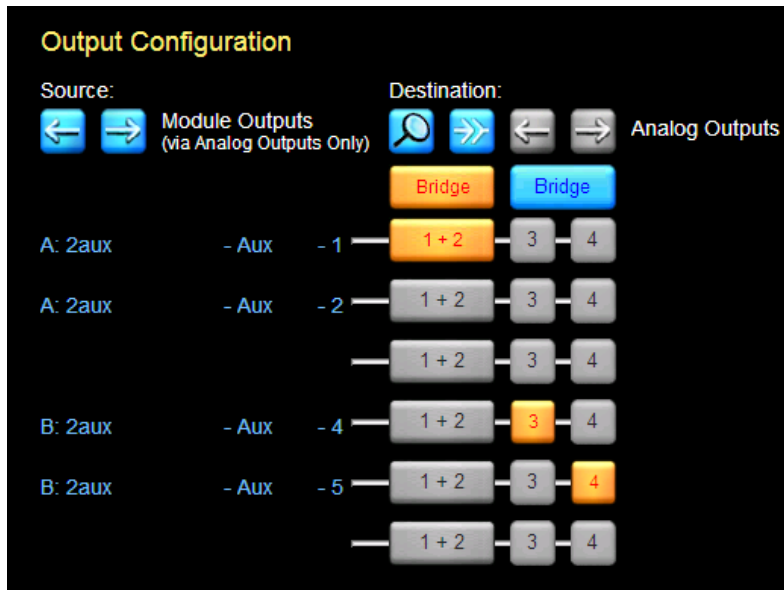 Output Configuration
Source: Destination:
Module Outputs
(via Analog Outputs Only)
Analog Outputs
Bridge Bridge
A: 2aux - Aux - 1 1 + 2 3 4
A: 2aux - Aux - 2 1 + 2 3 4
1 + 2 3 4
B: 2aux - Aux - 4 1 + 2 3 4
B: 2aux - Aux - 5 1 + 2 3 4
1 + 2 3 4